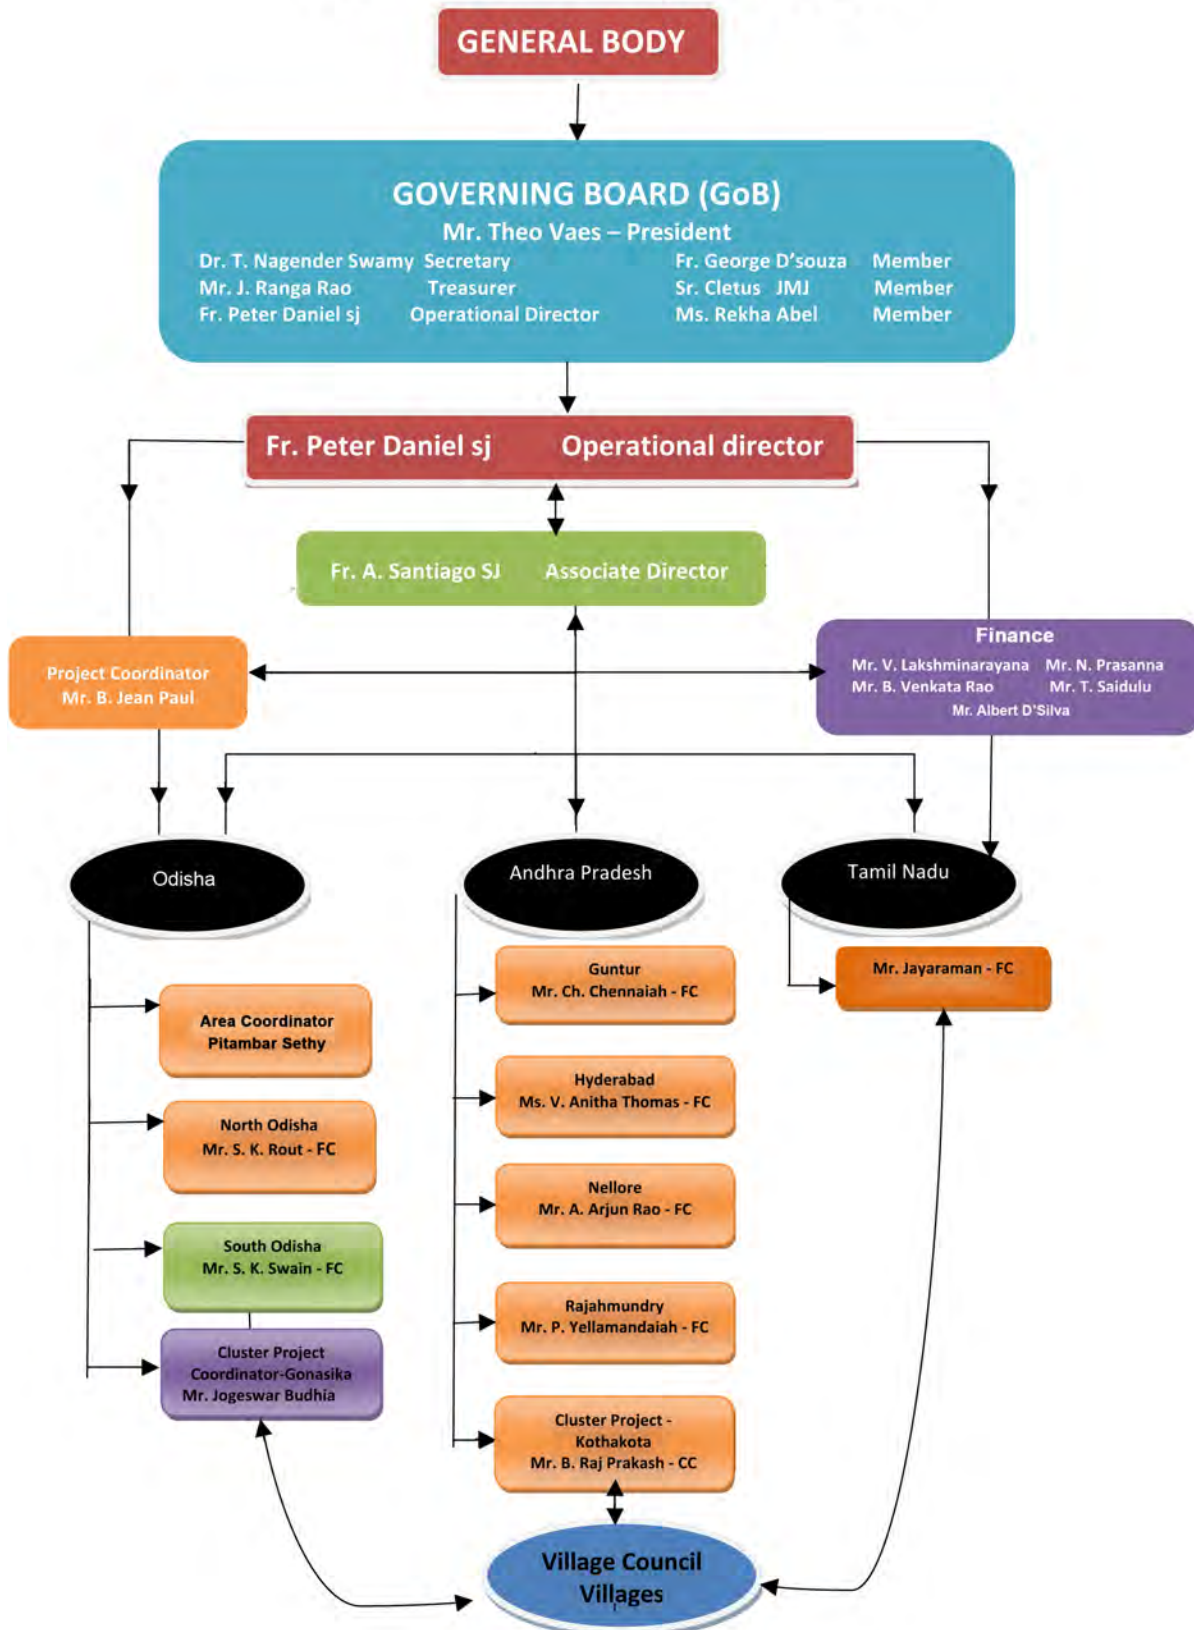 GENERAL BODY
GOVERNING BOARD (GoB)
Mr. Theo Vaes – President
Dr. T. Nagender Swamy Secretary Fr. George D'souza Member
Mr. J. Ranga Rao Treasurer Sr. Cletus JMJ Member
Fr. Peter Daniel sj Operational Director Ms. Rekha Abel Member
Fr. Peter Daniel sj Operational director
Fr. A. Santiago SJ Associate Director
Project Coordinator
Mr. B. Jean Paul
Finance
Mr. V. Lakshminarayana Mr. N. Prasanna
Mr. B. Venkata Rao Mr. T. Saidulu
Mr. Albert D'Silva
Odisha
Andhra Pradesh
Tamil Nadu
Area Coordinator
Pitambar Sethy
North Odisha
Mr. S. K. Rout - FC
South Odisha
Mr. S. K. Swain - FC
Cluster Project
Coordinator-Gonasika
Mr. Jogeswar Budhia
Guntur
Mr. Ch. Chennaiah - FC
Hyderabad
Ms. V. Anitha Thomas - FC
Nellore
Mr. A. Arjun Rao - FC
Rajahmundry
Mr. P. Yellamandaiah - FC
Cluster Project -
Kothakota
Mr. B. Raj Prakash - CC
Mr. Jayaraman - FC
Village Council
Villages